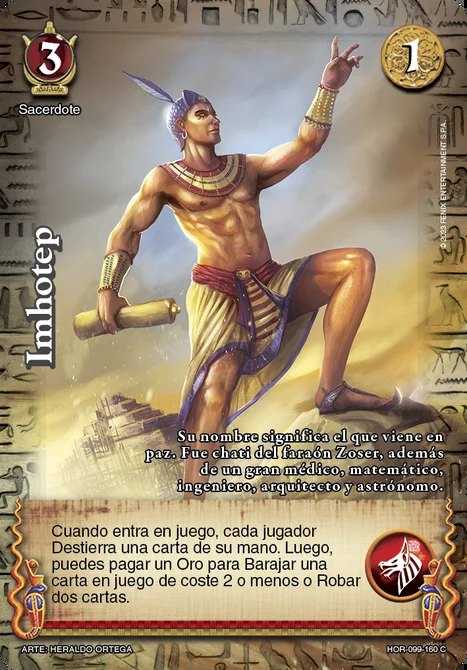 3
1
Sacerdote
© 2023 FENIX ENTERTAINMENT S.P.A.
Imhotep
Su nombre significa el que viene en
paz. Fue chati del faraón Zoser, además
de un gran médico, matemático,
ingeniero, arquitecto y astrónomo.
Cuando entra en juego, cada jugador
Destierra una carta de su mano. Luego,
puedes pagar un Oro para Barajar una
carta en juego de coste 2 o menos o Robar
dos cartas.
ARTE: HERALDO ORTEGA
HOR-099-160 C